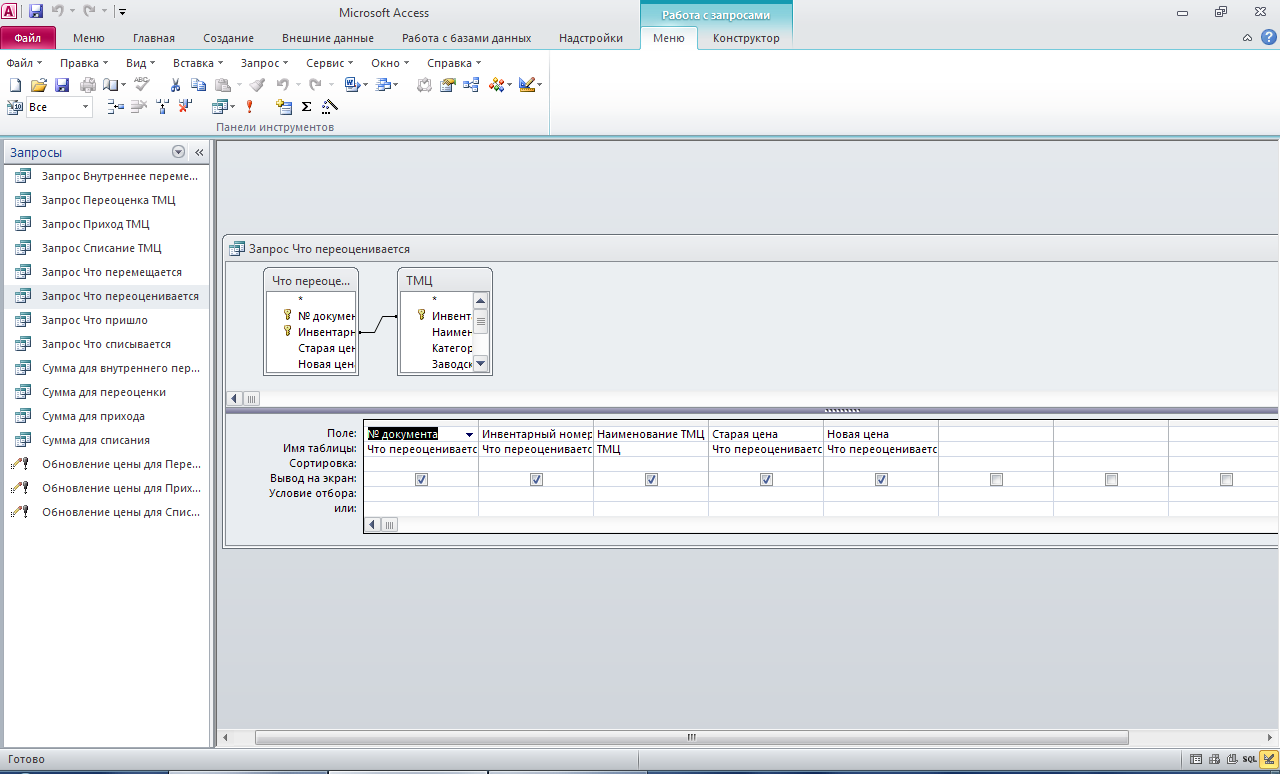 Microsoft Access
Работа с запросами
Файл Меню Главная Создание Внешние данные Работа с базами данных Надстройки Меню Конструктор
Файл Правка Вид Вставка Запрос Сервис Окно Справка
Все
Панели инструментов
Запросы
Запрос Внутреннее переме...
Запрос Переоценка ТМЦ
Запрос Приход ТМЦ
Запрос Списание ТМЦ
Запрос Что перемещается
Запрос Что переоценивается
Запрос Что пришло
Запрос Что списывается
Сумма для внутреннего пер...
Сумма для переоценки
Сумма для прихода
Сумма для списания
Обновление цены для Пере...
Обновление цены для Прих...
Обновление цены для Спис...
Запрос Что переоценивается
Что переоце...
*
№ докумен
Инвентарн
Старая цен
Новая цен
ТМЦ
*
Инвент
Наимен
Категор
Заводск
Поле: № документа Инвентарный номер Наименование ТМЦ Старая цена Новая цена
Имя таблицы: Что переоценивается Что переоценивается ТМЦ Что переоценивается Что переоценивается
Сортировка:
Вывод на экран:
Условие отбора:
или:
Готово
SQL